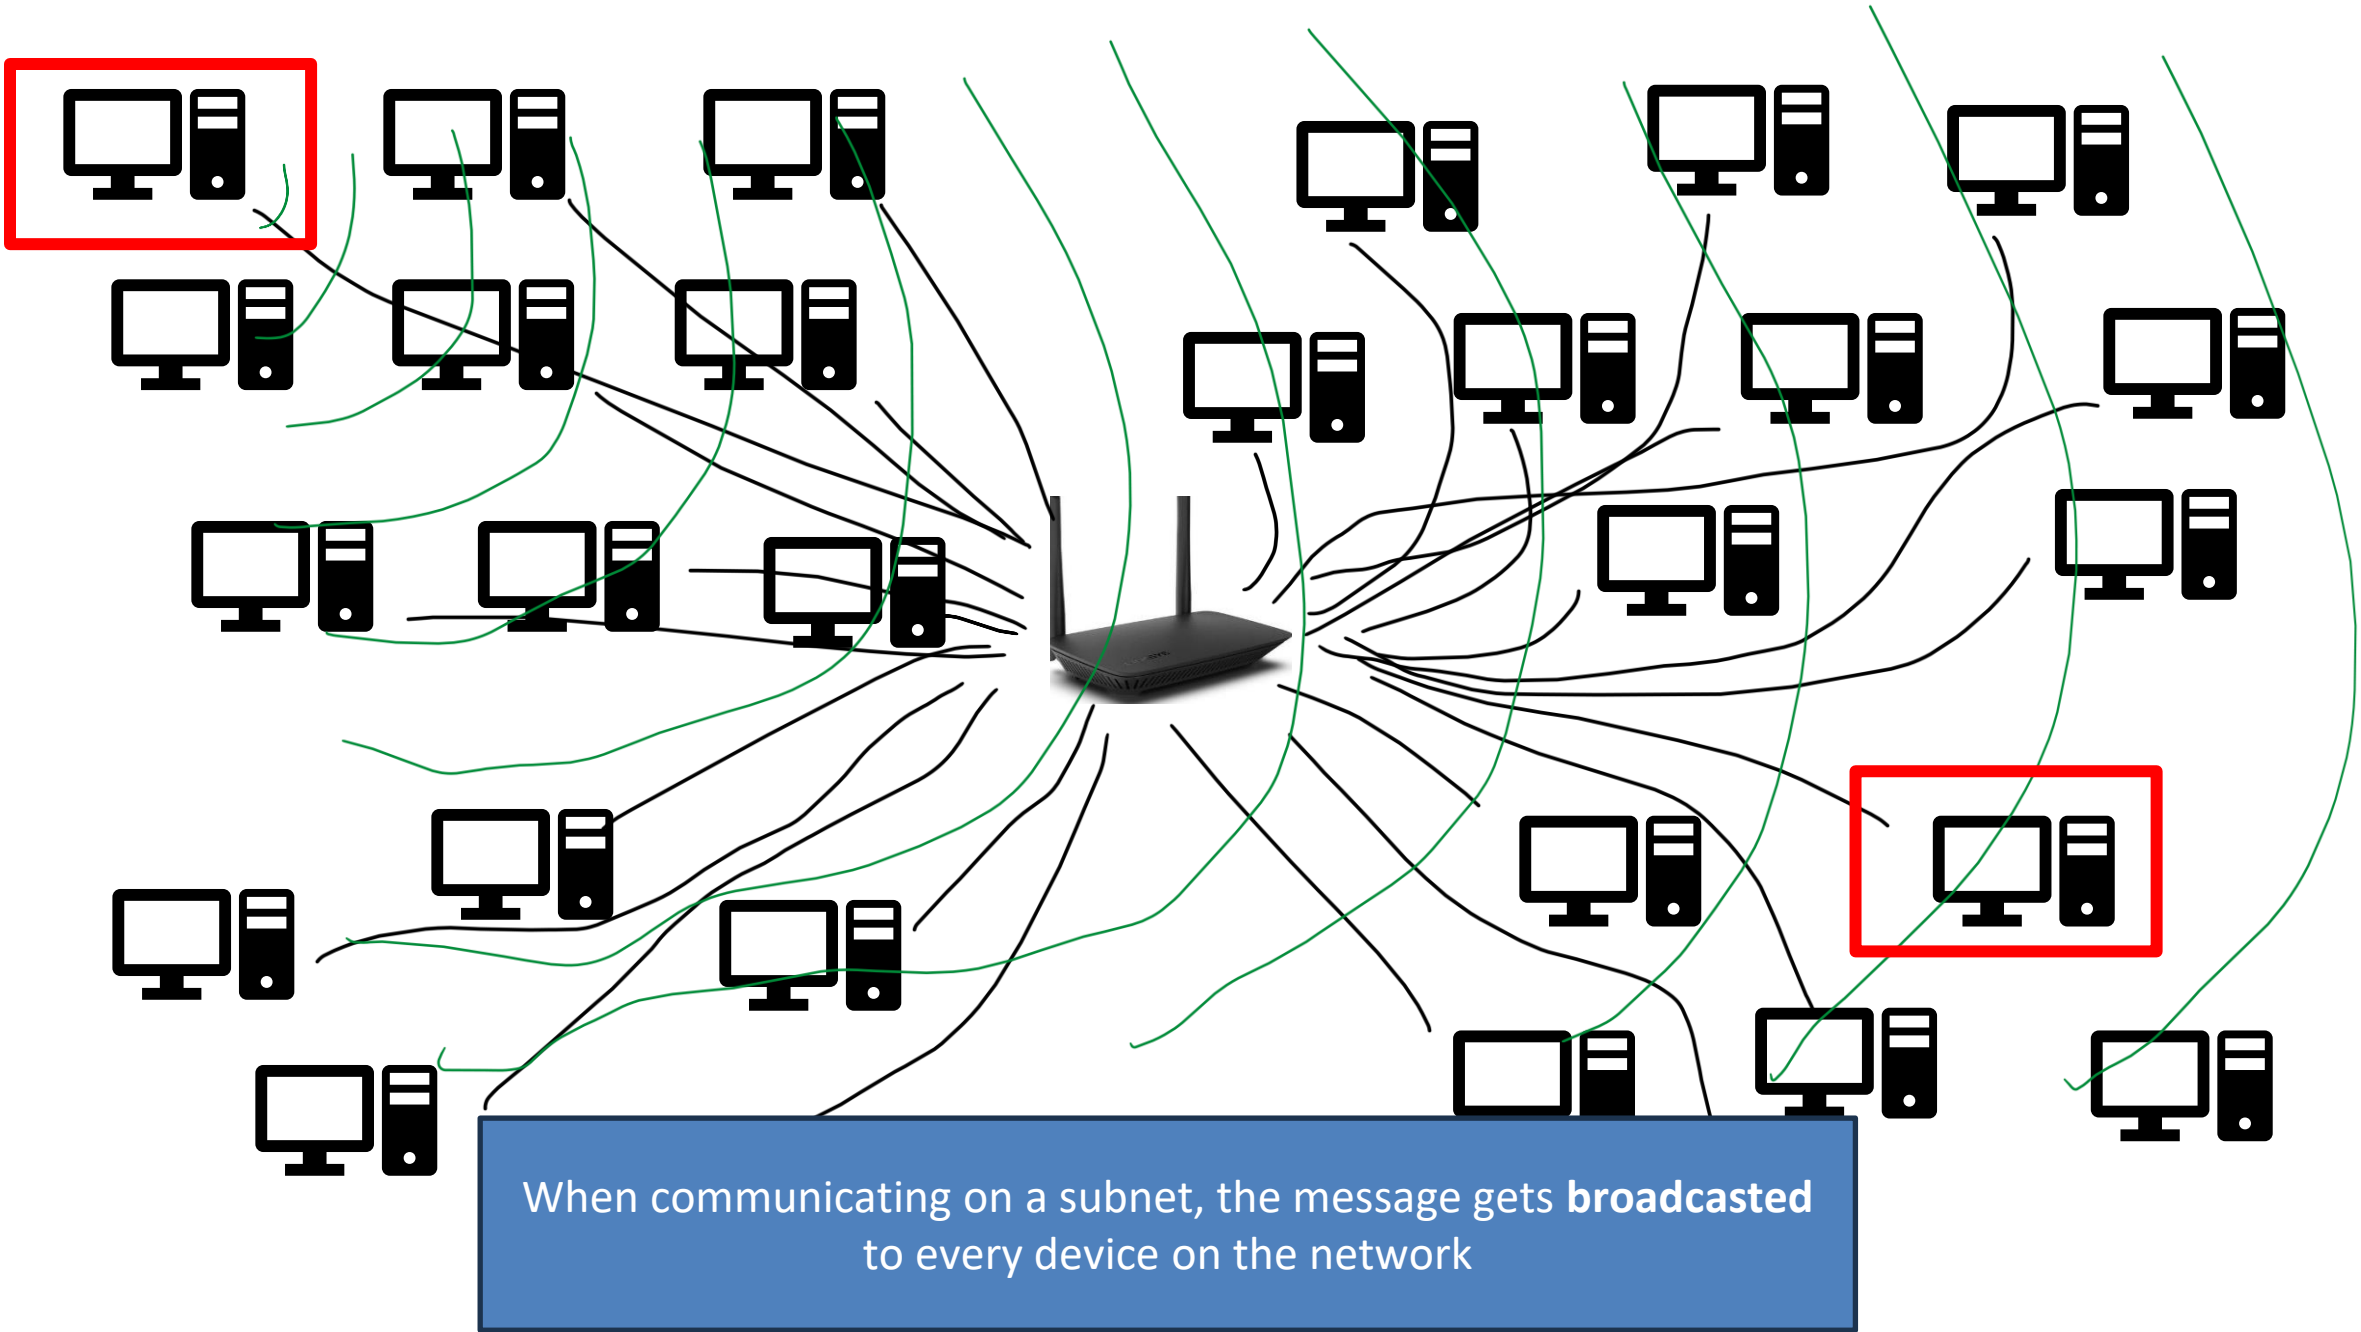 When communicating on a subnet, the message gets broadcasted
to every device on the network